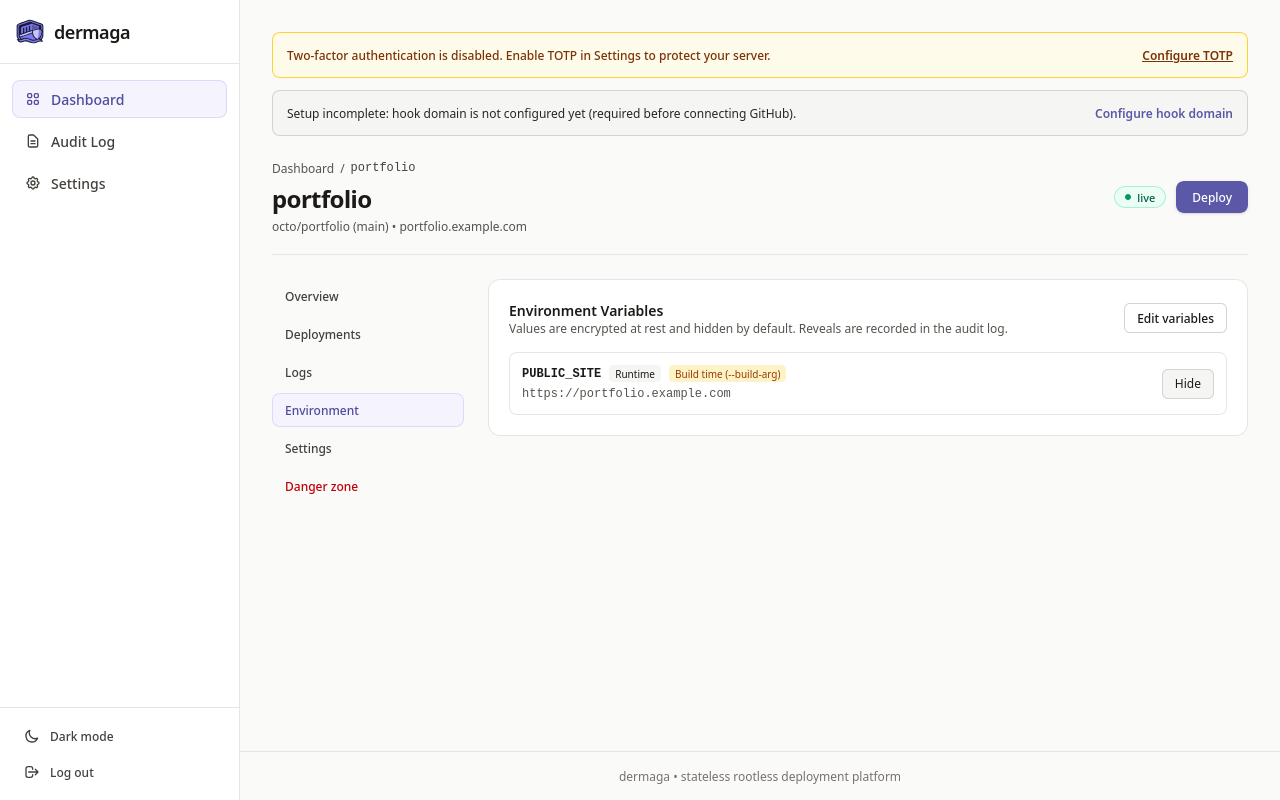 dermaga
Dashboard
Audit Log
Settings
Dark mode
Log out
Two-factor authentication is disabled. Enable TOTP in Settings to protect your server.
Configure TOTP
Setup incomplete: hook domain is not configured yet (required before connecting GitHub).
Configure hook domain
Dashboard / portfolio
portfolio
live
Deploy
octo/portfolio (main) • portfolio.example.com
Overview
Deployments
Logs
Environment
Settings
Danger zone
Environment Variables
Values are encrypted at rest and hidden by default. Reveals are recorded in the audit log.
Edit variables
PUBLIC_SITE Runtime Build time (--build-arg)
https://portfolio.example.com
Hide
dermaga • stateless rootless deployment platform